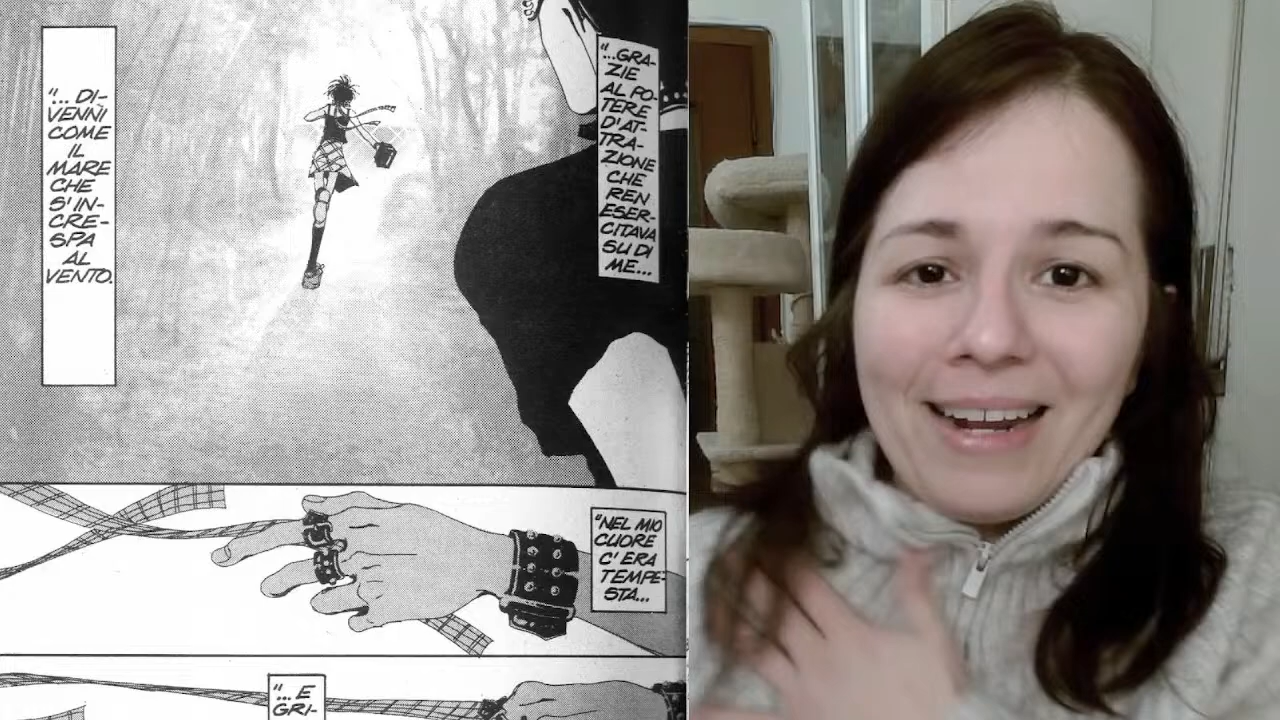 "...GRA-
ZIE
AL PO-
TERE
D'AT-
TRA-
ZIONE
CHE
REN
ESER-
CITAVA
SU DI
ME...
"... DI-
VENNI
COME
IL
MARE
CHE
S'IN-
CRE-
SPA
AL
VENTO.
"NEL MIO
CUORE
C'ERA
TEMPE-
STA...
"... E
GRI-